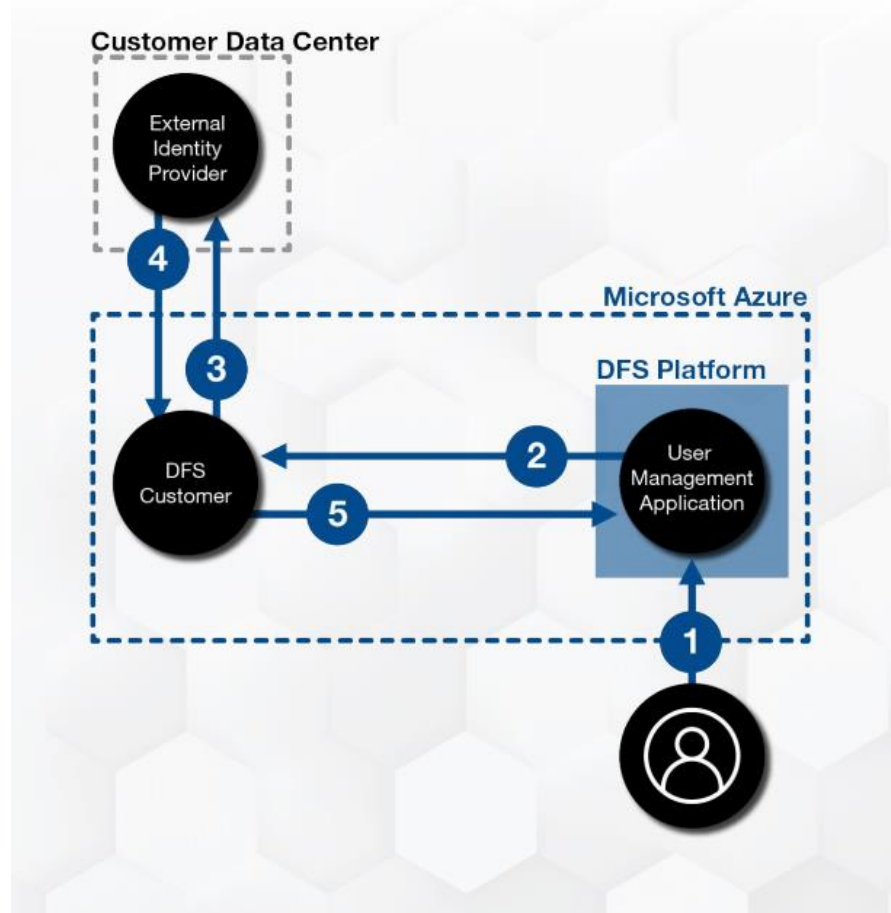 Customer Data Center
External
Identity
Provider
4
Microsoft Azure
3
DFS Platform
2
User
Management
Application
DFS
Customer
5
1